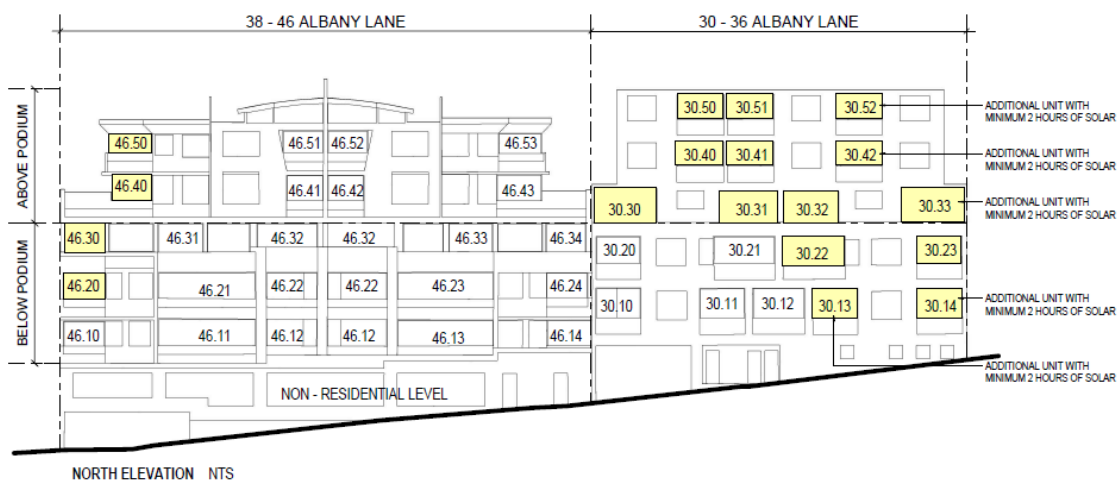 38 - 46 ALBANY LANE
30 - 36 ALBANY LANE
ABOVE PODIUM
BELOW PODIUM
30.50 30.51 30.52
ADDITIONAL UNIT WITH
MINIMUM 2 HOURS OF SOLAR
46.50 46.51 46.52 46.53
30.40 30.41 30.42
ADDITIONAL UNIT WITH
MINIMUM 2 HOURS OF SOLAR
46.40 46.41 46.42 46.43
30.30 30.31 30.32 30.33
ADDITIONAL UNIT WITH
MINIMUM 2 HOURS OF SOLAR
46.30 46.31 46.32 46.32 46.33 46.34
30.20 30.21 30.22 30.23
46.20 46.21 46.22 46.22 46.23 46.24
30.10 30.11 30.12 30.13 30.14
ADDITIONAL UNIT WITH
MINIMUM 2 HOURS OF SOLAR
46.10 46.11 46.12 46.12 46.13 46.14
ADDITIONAL UNIT WITH
MINIMUM 2 HOURS OF SOLAR
NON - RESIDENTIAL LEVEL
NORTH ELEVATION NTS